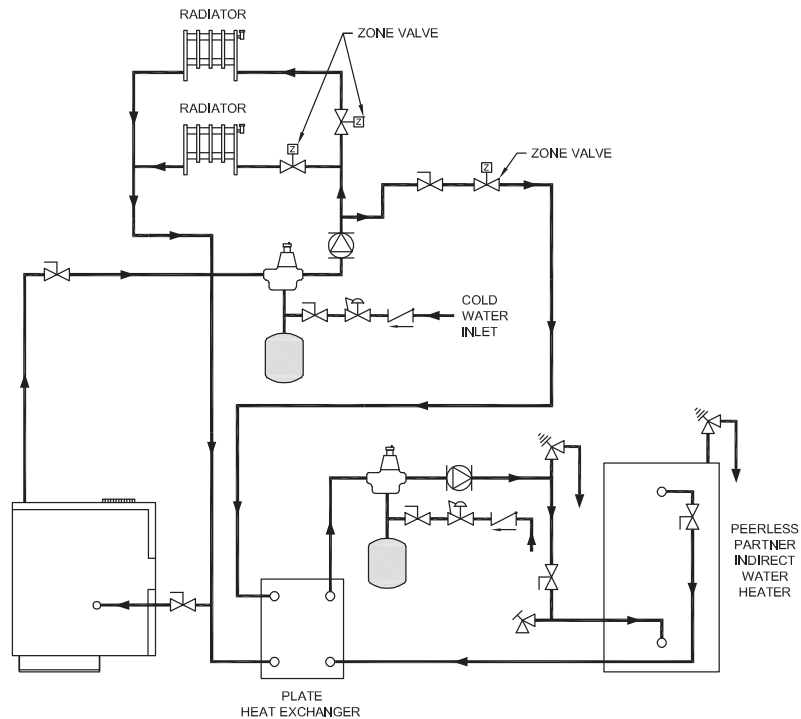 RADIATOR
ZONE VALVE
RADIATOR
Z
Z
Z
ZONE VALVE
COLD
WATER
INLET
PEERLESS
PARTNER
INDIRECT
WATER
HEATER
PLATE
HEAT EXCHANGER